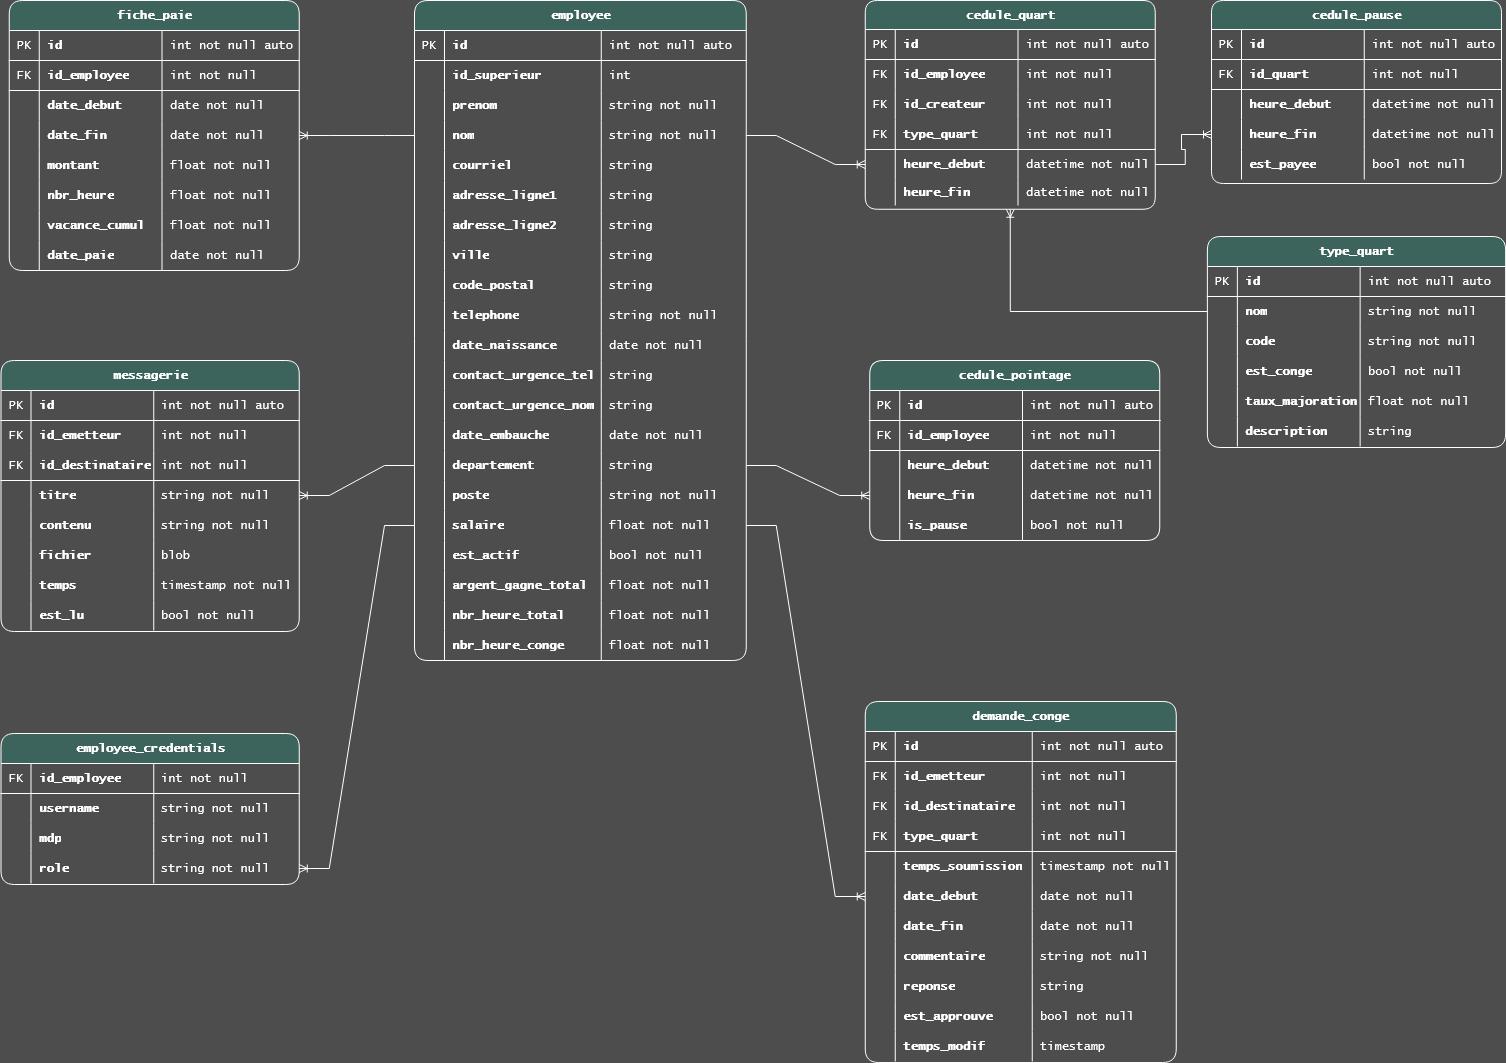 fiche_paie
PK id int not null auto
FK id_employee int not null
date_debut date not null
date_fin date not null
montant float not null
nbr_heure float not null
vacance_cumul float not null
date_paie date not null
employee
PK id int not null auto
id_superieur int
prenom string not null
nom string not null
courriel string
adresse_ligne1 string
adresse_ligne2 string
ville string
code_postal string
telephone string not null
date_naissance date not null
contact_urgence_tel string
contact_urgence_nom string
date_embauche date not null
departement string
poste string not null
salaire float not null
est_actif bool not null
argent_gagne_total float not null
nbr_heure_total float not null
nbr_heure_conge float not null
cedule_quart
PK id int not null auto
FK id_employee int not null
FK id_createur int not null
FK type_quart int not null
heure_debut datetime not null
heure_fin datetime not null
cedule_pause
PK id int not null auto
FK id_quart int not null
heure_debut datetime not null
heure_fin datetime not null
est_payee bool not null
type_quart
PK id int not null auto
nom string not null
code string not null
est_conge bool not null
taux_majoration float not null
description string
messagerie
PK id int not null auto
FK id_emetteur int not null
FK id_destinataire int not null
titre string not null
contenu string not null
fichier blob
temps timestamp not null
est_lu bool not null
cedule_pointage
PK id int not null auto
FK id_employee int not null
heure_debut datetime not null
heure_fin datetime not null
is_pause bool not null
employee_credentials
FK id_employee int not null
username string not null
mdp string not null
role string not null
demande_conge
PK id int not null auto
FK id_emetteur int not null
FK id_destinataire int not null
FK type_quart int not null
temps_soumission timestamp not null
date_debut date not null
date_fin date not null
commentaire string not null
reponse string
est_approuve bool not null
temps_modif timestamp